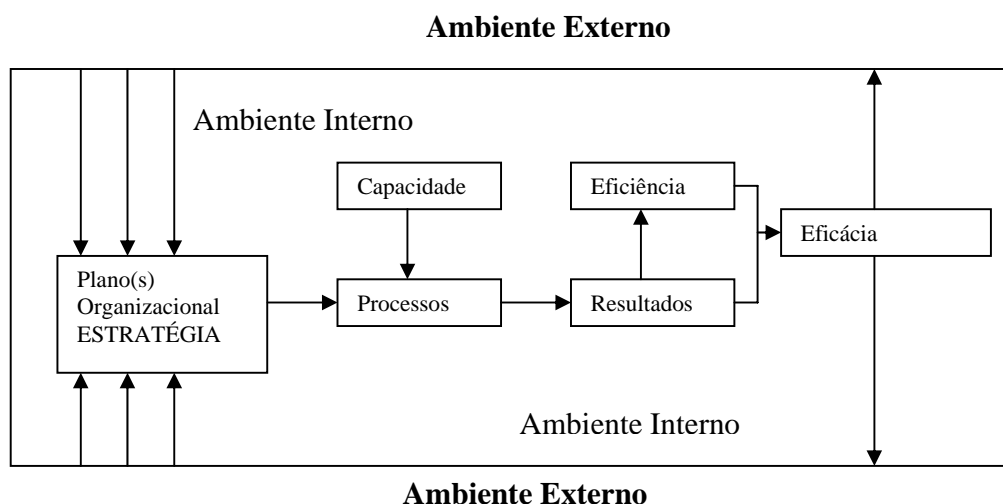 Ambiente Externo
Ambiente Interno
Capacidade
Eficiência
Eficácia
Plano(s)
Organizacional
ESTRATÉGIA
Processos
Resultados
Ambiente Interno
Ambiente Externo